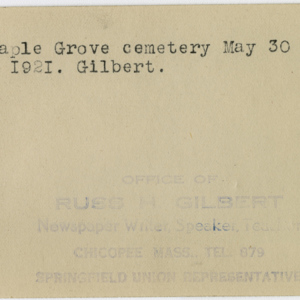 aple Grove cemetery May 30
I92I. Gilbert.
OFFICE OF
RUSS H. GILBERT
Newspaper Writer, Speaker,
CHICOPEE MASS., TEL. 679
SPRINGFIELD UNION REPRESENTATIVE